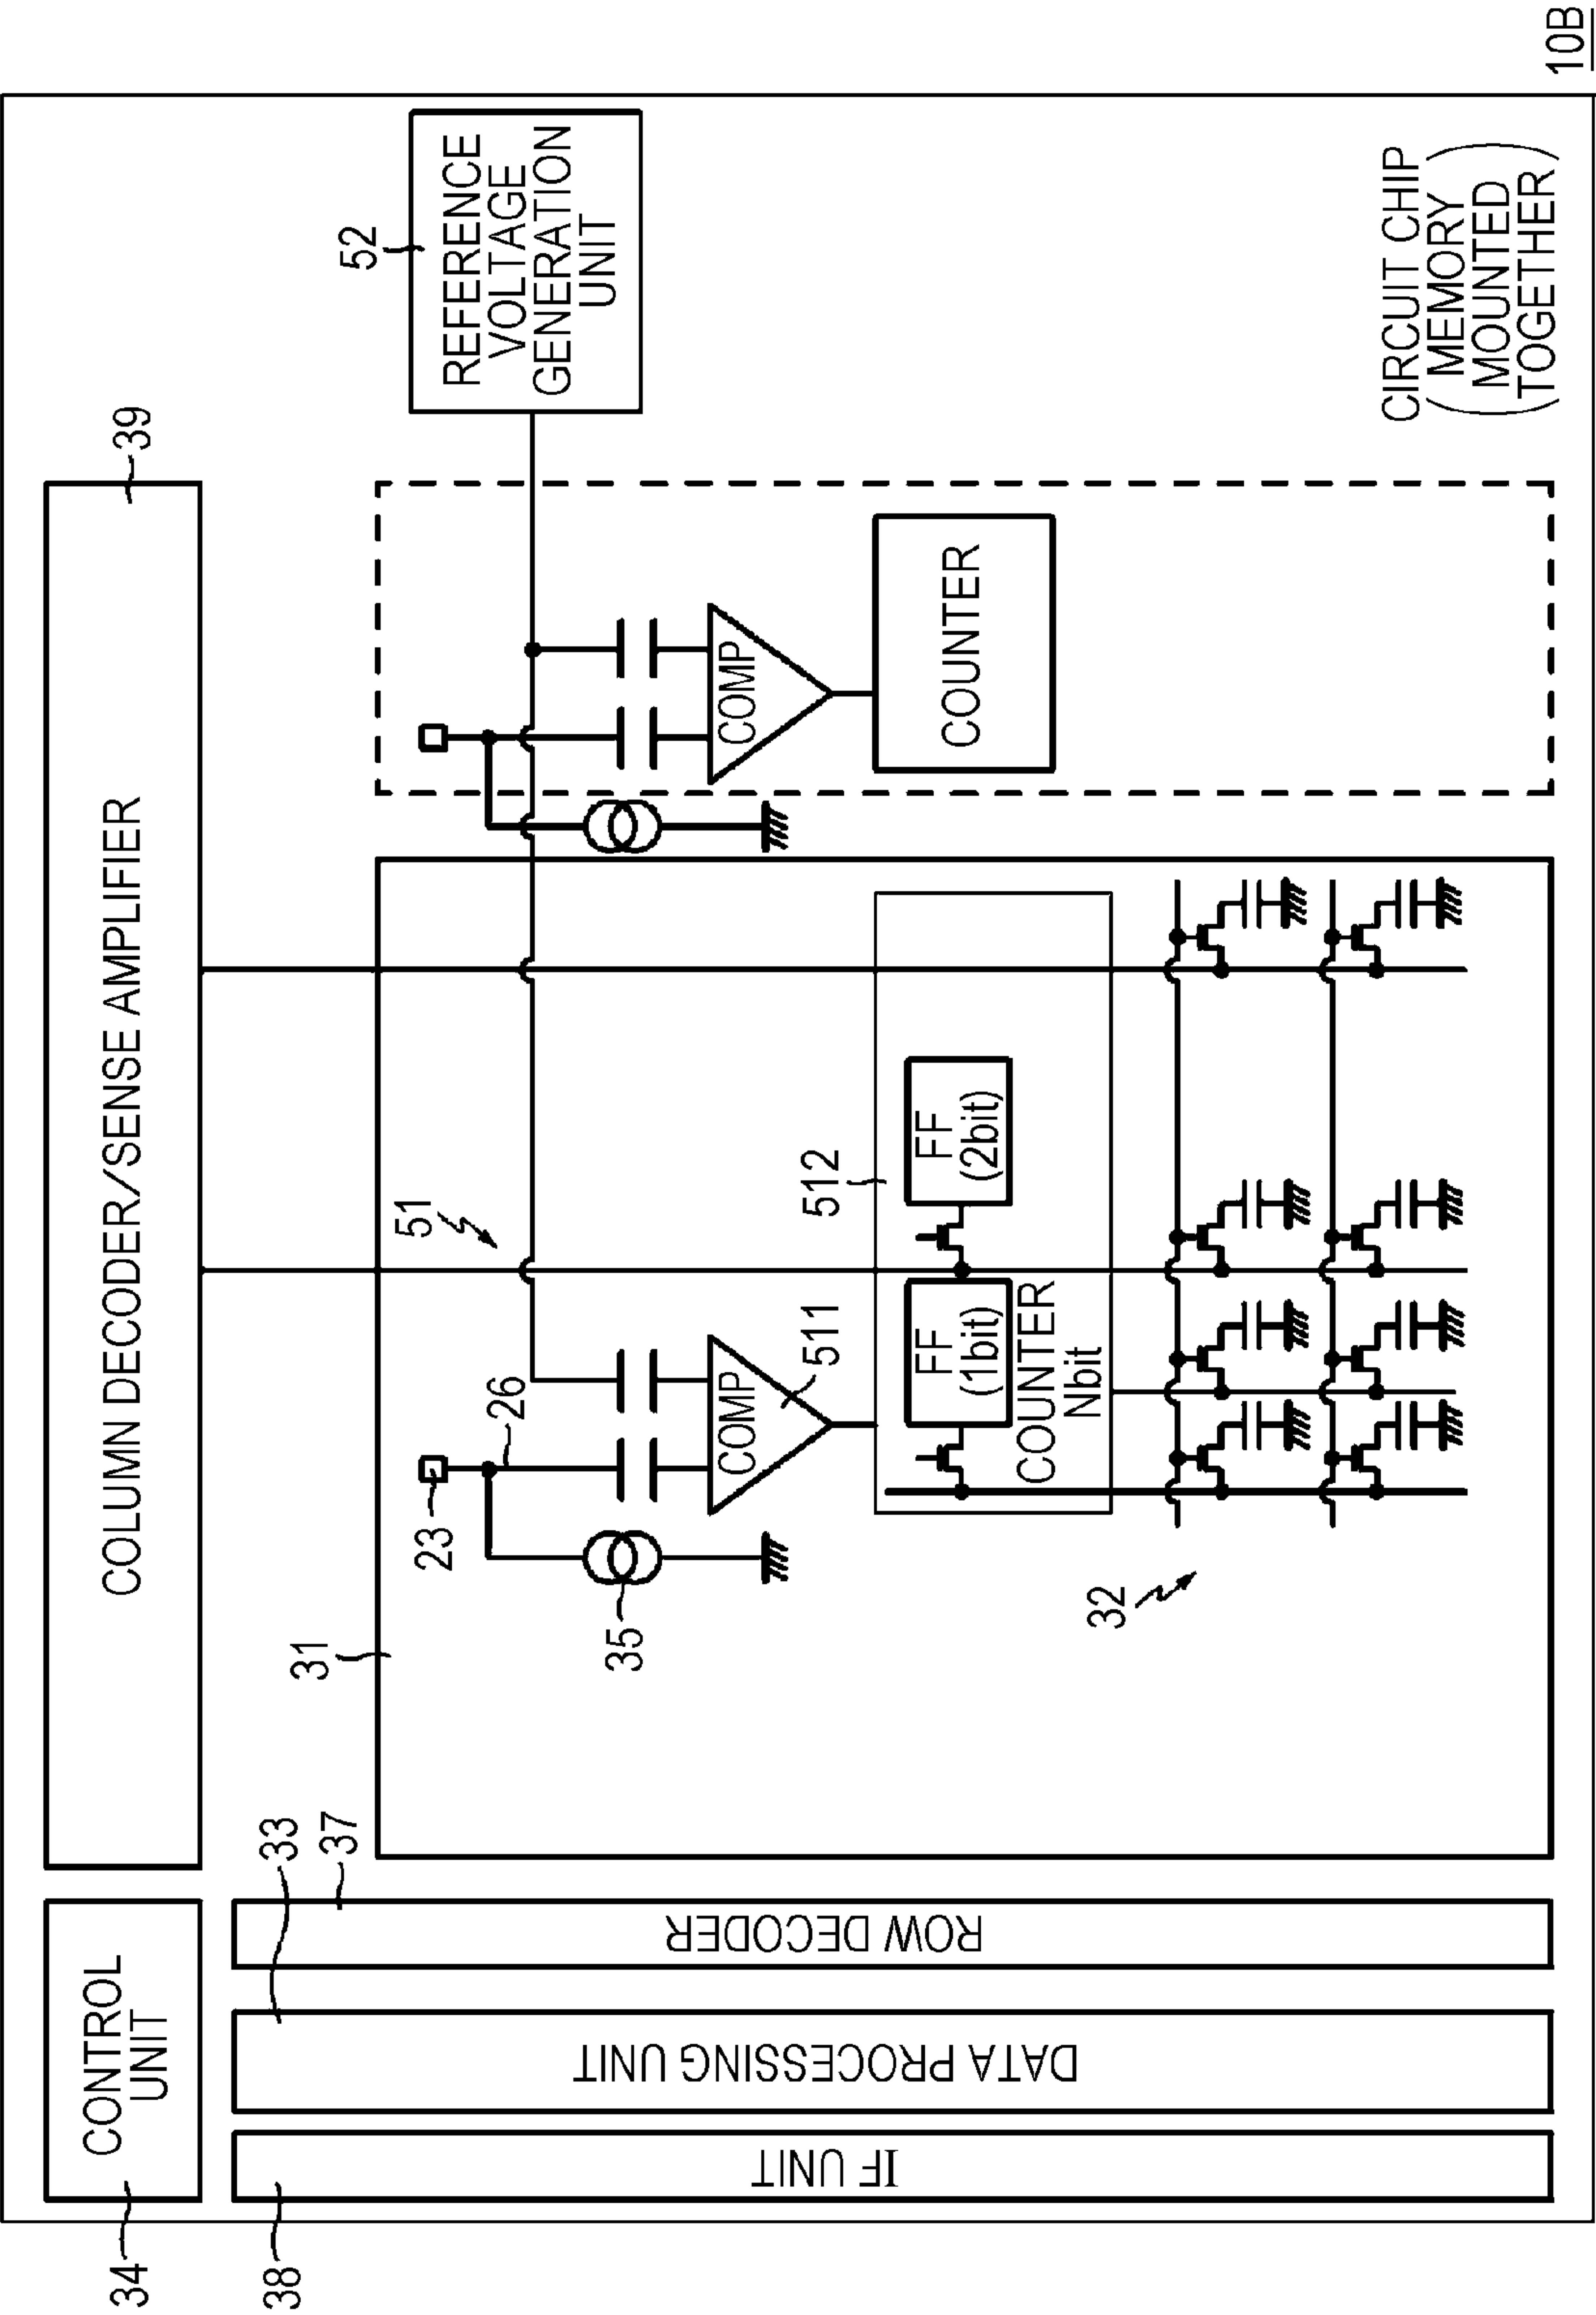 34
CONTROL
UNIT
COLUMN DECODER/SENSE AMPLIFIER
39
38
IF UNIT
DATA PROCESSING UNIT
33
ROW DECODER
37
31
23
26
35
51
COMP
511
512
FF
(1bit)
FF
(2bit)
COUNTER
Nbit
32
COMP
COUNTER
52
REFERENCE
VOLTAGE
GENERATION
UNIT
CIRCUIT CHIP
(MEMORY
MOUNTED
TOGETHER)
10B